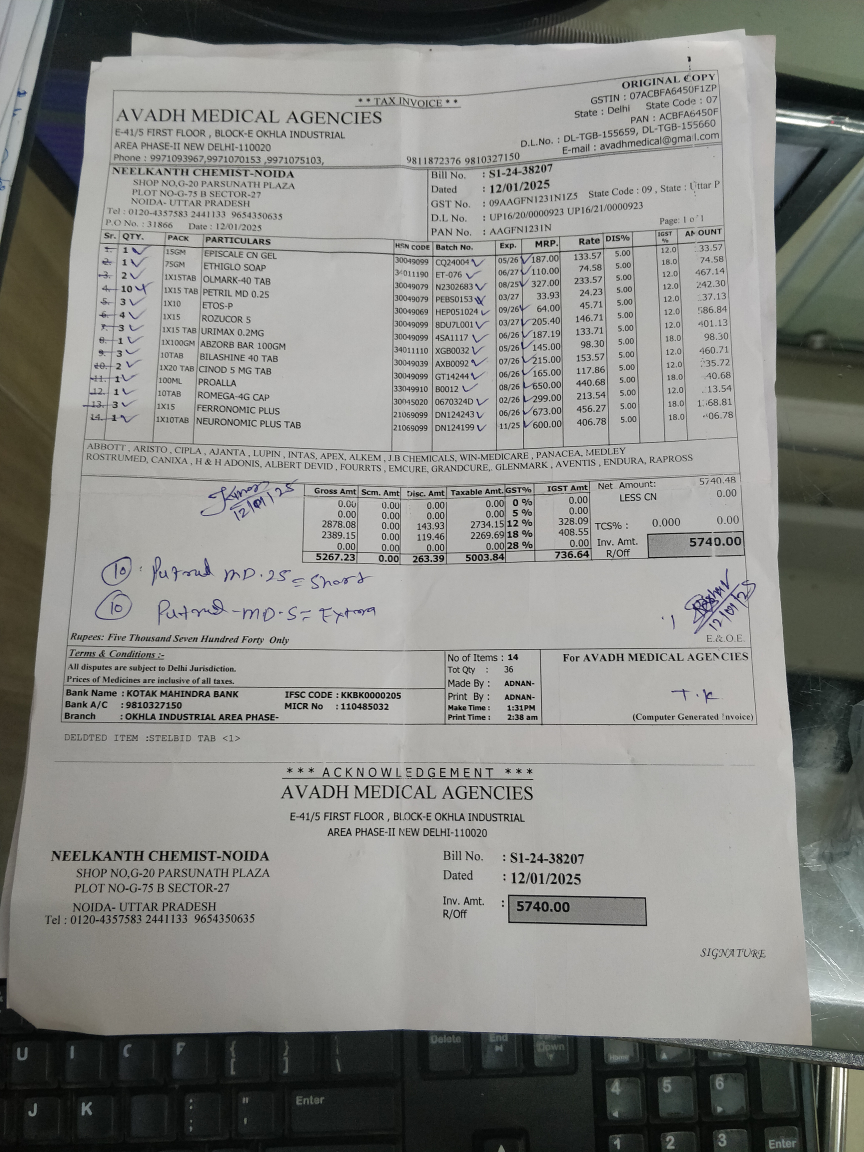 ORIGINAL COPY
* * TAX INVOICE * *
GSTIN : 07ACBFA6450F1ZP
AVADH MEDICAL AGENCIES
State : Delhi State Code : 07
E-41/5 FIRST FLOOR , BLOCK-E OKHLA INDUSTRIAL
PAN : ACBFA6450F
AREA PHASE-II NEW DELHI-110020
D.L.No. : DL-TGB-155659, DL-TGB-155660
Phone : 9971093967,9971070153 ,9971075103, 9811872376 9810327150
E-mail : avadhmedical@gmail.com
NEELKANTH CHEMIST-NOIDA
SHOP NO,G-20 PARSUNATH PLAZA
PLOT NO-G-75 B SECTOR-27
NOIDA- UTTAR PRADESH
Tel : 0120-4357583 2441133 9654350635
P.O No. : 31866 Date : 12/01/2025
Bill No. : S1-24-38207
Dated : 12/01/2025
GST No. : 09AAGFN1231N1Z5 State Code : 09 , State : Uttar P
D.L No. : UP16/20/0000923 UP16/21/0000923
PAN No. : AAGFN1231N
Page: 1 of 1
Sr. QTY. PACK PARTICULARS HSN CODE Batch No. Exp. MRP. Rate DIS% IGST % AMOUNT
1. 1 15GM EPISCALE CN GEL 30049099 CQ24004 05/26 187.00 133.57 5.00 12.0 33.57
2. 1 75GM ETHIGLO SOAP 34011190 ET-076 06/27 110.00 74.58 5.00 18.0 74.58
3. 2 1X15TAB OLMARK-40 TAB 30049079 N2302683 08/25 327.00 233.57 5.00 12.0 467.14
4. 10 1X15 TAB PETRIL MD 0.25 30049079 PEBS0153 03/27 33.93 24.23 5.00 12.0 242.30
5. 3 1X10 ETOS-P 30049069 HEP051024 09/26 64.00 45.71 5.00 12.0 37.13
6. 4 1X15 ROZUCOR 5 30049099 8DU7L001 03/27 205.40 146.71 5.00 12.0 586.84
7. 3 1X15 TAB URIMAX 0.2MG 30049099 4SA1117 06/26 187.19 133.71 5.00 12.0 401.13
8. 1 1X100GM ABZORB BAR 100GM 34011110 XGB0032 05/26 145.00 98.30 5.00 18.0 98.30
9. 3 10TAB BILASHINE 40 TAB 30049039 AXB0092 07/26 215.00 153.57 5.00 12.0 460.71
10. 2 1X20 TAB CINOD 5 MG TAB 30049099 GT14244 06/26 165.00 117.86 5.00 12.0 35.72
11. 1 100ML PROALLA 33049910 B0012 08/26 650.00 440.68 5.00 18.0 40.68
12. 1 10TAB ROMEGA-4G CAP 30045020 0670324D 02/26 299.00 213.54 5.00 12.0 13.54
13. 3 1X15 FERRONOMIC PLUS 21069099 DN124243 06/26 673.00 456.27 5.00 18.0 68.81
14. 1 1X10TAB NEURONOMIC PLUS TAB 21069099 DN124199 11/25 600.00 406.78 5.00 18.0 06.78
ABBOTT , ARISTO , CIPLA , AJANTA , LUPIN , INTAS, APEX, ALKEM , J.B CHEMICALS, WIN-MEDICARE , PANACEA, MEDLEY
ROSTRUMED, CANIXA , H & H ADONIS, ALBERT DEVID , FOURRTS , EMCURE, GRANDCURE,. GLENMARK , AVENTIS , ENDURA, RAPROSS
12/01/25
Gross Amt Scm. Amt Disc. Amt Taxable Amt. GST% IGST Amt
0.00 0.00 0.00 0.00 0 % 0.00
0.00 0.00 0.00 0.00 5 % 0.00
2878.08 0.00 143.93 2734.15 12 % 328.09
2389.15 0.00 119.46 2269.69 18 % 408.55
0.00 0.00 0.00 0.00 28 % 0.00
5267.23 0.00 263.39 5003.84 736.64
Net Amount: 5740.48
LESS CN 0.00
TCS% : 0.000 0.00
Inv. Amt. R/Off 5740.00
10 MD.25 = Short
10 MD.5 = Extra
12/01/25
E.& O.E.
Rupees: Five Thousand Seven Hundred Forty Only
Terms & Conditions :-
All disputes are subject to Delhi Jurisdiction.
Prices of Medicines are inclusive of all taxes.
Bank Name : KOTAK MAHINDRA BANK IFSC CODE : KKBK0000205
Bank A/C : 9810327150 MICR No : 110485032
Branch : OKHLA INDUSTRIAL AREA PHASE-
No of Items : 14
Tot Qty : 36
Made By : ADNAN-
Print By : ADNAN-
Make Time : 1:31PM
Print Time : 2:38 am
For AVADH MEDICAL AGENCIES
T.K
(Computer Generated Invoice)
DELDTED ITEM :STELBID TAB <1>
* * * ACKNOWLEDGEMENT * * *
AVADH MEDICAL AGENCIES
E-41/5 FIRST FLOOR , BLOCK-E OKHLA INDUSTRIAL
AREA PHASE-II NEW DELHI-110020
NEELKANTH CHEMIST-NOIDA
SHOP NO,G-20 PARSUNATH PLAZA
PLOT NO-G-75 B SECTOR-27
NOIDA- UTTAR PRADESH
Tel : 0120-4357583 2441133 9654350635
Bill No. : S1-24-38207
Dated : 12/01/2025
Inv. Amt. R/Off : 5740.00
SIGNATURE
Delete End Down
U I F { [ } ] | \
Home
4 5 6
J K : ; " ' Enter
1 2 3 Enter